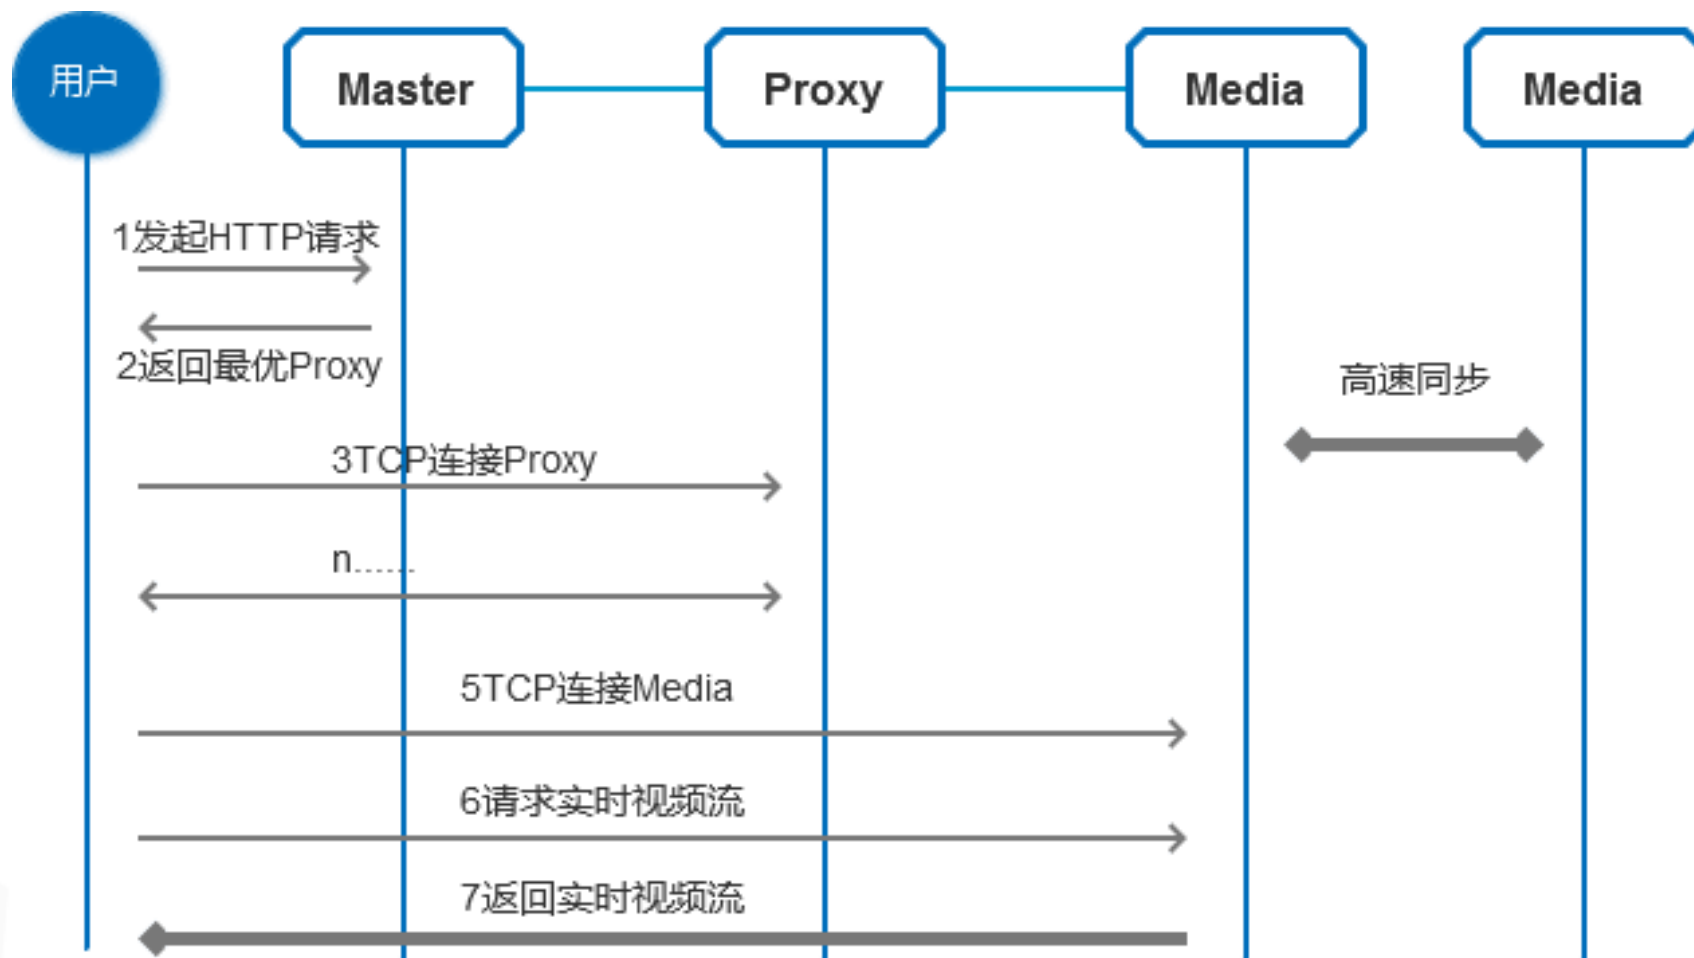 用户
Master
Proxy
Media
Media
1发起HTTP请求
2返回最优Proxy
高速同步
3TCP连接Proxy
n......
5TCP连接Media
6请求实时视频流
7返回实时视频流